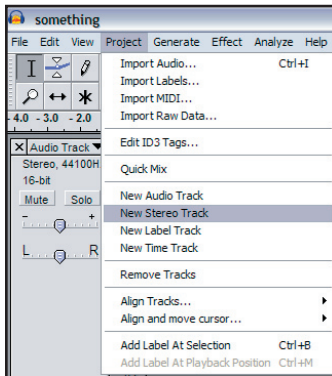 something
File Edit View Project Generate Effect Analyze Help
Import Audio... Ctrl+I
Import Labels...
Import MIDI...
Import Raw Data...
Edit ID3 Tags...
Quick Mix
New Audio Track
New Stereo Track
New Label Track
New Time Track
Remove Tracks
Align Tracks...
Align and move cursor...
Add Label At Selection Ctrl+B
Add Label At Playback Position Ctrl+M
- 4.0 - 3.0 - 2.0
X Audio Track
Stereo, 44100H
16-bit
Mute Solo
- +
L R